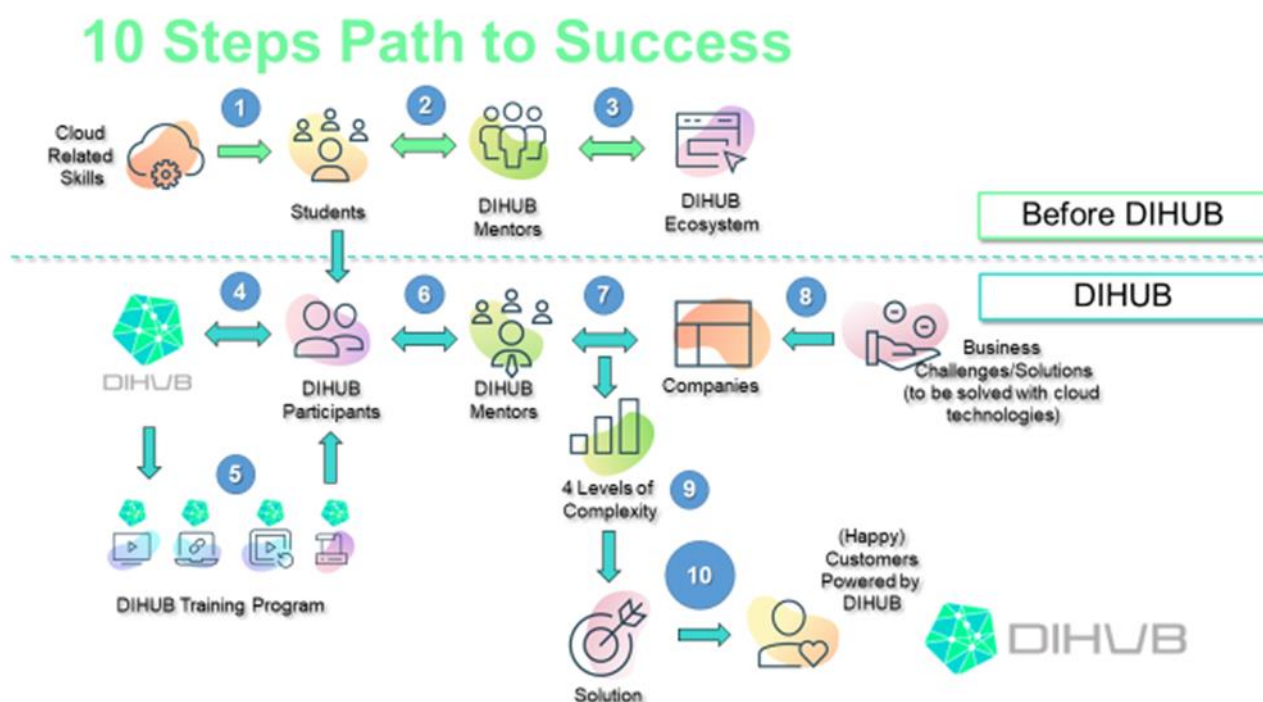 10 Steps Path to Success
1
2
3
Cloud
Related
Skills
Students
DIHUB
Mentors
DIHUB
Ecosystem
Before DIHUB
DIHUB
4
6
7
8
DIHUB
DIHUB
Participants
DIHUB
Mentors
Companies
Business
Challenges/Solutions
(to be solved with cloud
technologies)
5
DIHUB Training Program
4 Levels of
Complexity
9
10
(Happy)
Customers
Powered by
DIHUB
Solution
DIHUB